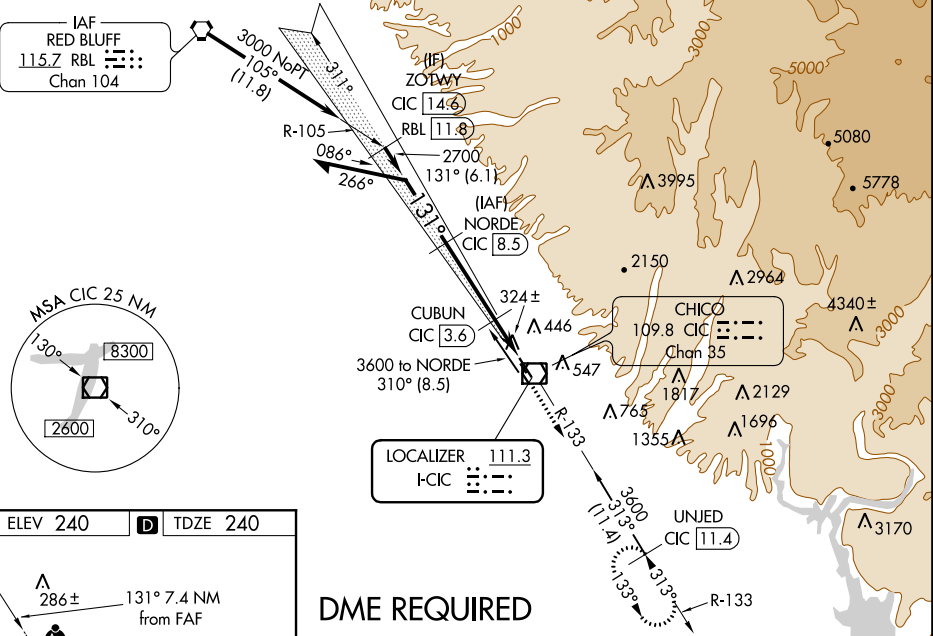 IAF
RED BLUFF
115.7 RBL
Chan 104
3000 NoPT
105°
(11.8)
311°
(IF)
ZOTWY
CIC 14.6
RBL 11.8
R-105
086°
266°
2700
131° (6.1)
131°
(IAF)
NORDE
CIC 8.5
1000
3000
5000
5080
5778
3995
2150
2964
4340±
CUBUN
CIC 3.6
324±
446
547
3600 to NORDE
310° (8.5)
CHICO
109.8 CIC
Chan 35
1817
2129
765
1696
1355
1000
3000
3170
MSA CIC 25 NM
130°
8300
2600
310°
LOCALIZER 111.3
I-CIC
R-133
3600
313°
(11.4)
UNJED
CIC 11.4
133°
313°
R-133
ELEV 240 D TDZE 240
286±
131° 7.4 NM
from FAF
DME REQUIRED